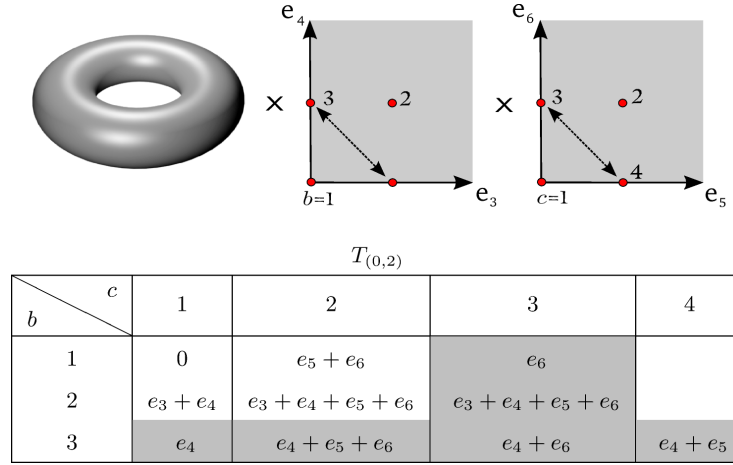 e₄ e₆
× 3 2 × 3 2
4
b=1 e₃ c=1 e₅
T₍₀,₂₎
c
b 1 2 3 4
1 0 e₅ + e₆ e₆
2 e₃ + e₄ e₃ + e₄ + e₅ + e₆ e₃ + e₄ + e₅ + e₆
3 e₄ e₄ + e₅ + e₆ e₄ + e₆ e₄ + e₅